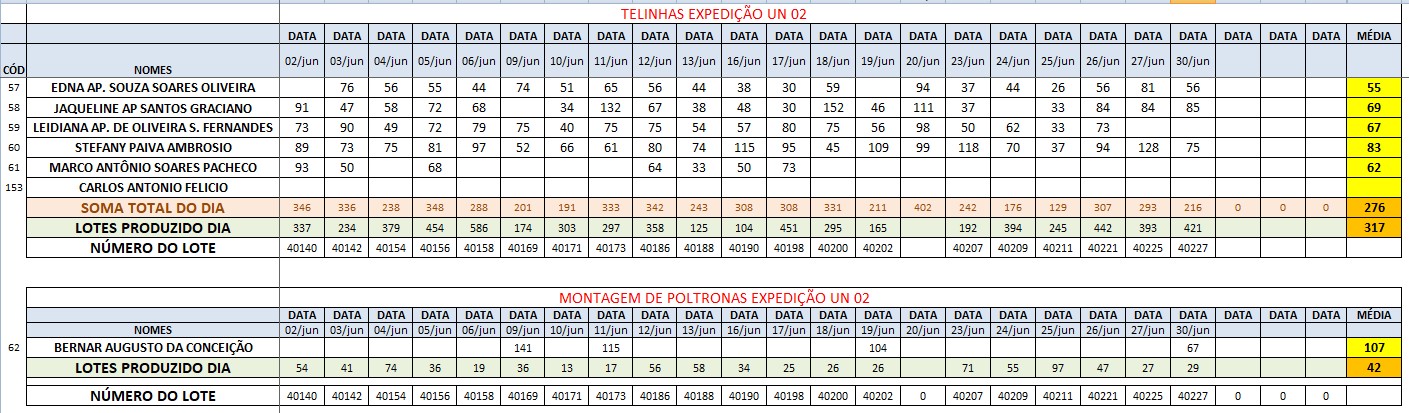 TELINHAS EXPEDIÇÃO UN 02
DATA DATA DATA DATA DATA DATA DATA DATA DATA DATA DATA DATA DATA DATA DATA DATA DATA DATA DATA DATA DATA DATA DATA DATA MÉDIA
CÓD NOMES 02/jun 03/jun 04/jun 05/jun 06/jun 09/jun 10/jun 11/jun 12/jun 13/jun 16/jun 17/jun 18/jun 19/jun 20/jun 23/jun 24/jun 25/jun 26/jun 27/jun 30/jun
57 EDNA AP. SOUZA SOARES OLIVEIRA 76 56 55 44 74 51 65 56 44 38 30 59 94 37 44 26 56 81 56 55
58 JAQUELINE AP SANTOS GRACIANO 91 47 58 72 68 34 132 67 38 48 30 152 46 111 37 33 84 84 85 69
59 LEIDIANA AP. DE OLIVEIRA S. FERNANDES 73 90 49 72 79 75 40 75 75 54 57 80 75 56 98 50 62 33 73 67
60 STEFANY PAIVA AMBROSIO 89 73 75 81 97 52 66 61 80 74 115 95 45 109 99 118 70 37 94 128 75 83
61 MARCO ANTÔNIO SOARES PACHECO 93 50 68 64 33 50 73 62
153 CARLOS ANTONIO FELICIO
SOMA TOTAL DO DIA 346 336 238 348 288 201 191 333 342 243 308 308 331 211 402 242 176 129 307 293 216 0 0 0 276
LOTES PRODUZIDO DIA 337 234 379 454 586 174 303 297 358 125 104 451 295 165 192 394 245 442 393 421 317
NÚMERO DO LOTE 40140 40142 40154 40156 40158 40169 40171 40173 40186 40188 40190 40198 40200 40202 40207 40209 40211 40221 40225 40227
MONTAGEM DE POLTRONAS EXPEDIÇÃO UN 02
DATA DATA DATA DATA DATA DATA DATA DATA DATA DATA DATA DATA DATA DATA DATA DATA DATA DATA DATA DATA DATA DATA DATA DATA MÉDIA
NOMES 02/jun 03/jun 04/jun 05/jun 06/jun 09/jun 10/jun 11/jun 12/jun 13/jun 16/jun 17/jun 18/jun 19/jun 20/jun 23/jun 24/jun 25/jun 26/jun 27/jun 30/jun
62 BERNAR AUGUSTO DA CONCEIÇÃO 141 115 104 67 107
LOTES PRODUZIDO DIA 54 41 74 36 19 36 13 17 56 58 34 25 26 26 71 55 97 47 27 29 42
NÚMERO DO LOTE 40140 40142 40154 40156 40158 40169 40171 40173 40186 40188 40190 40198 40200 40202 0 40207 40209 40211 40221 40225 40227 0 0 0